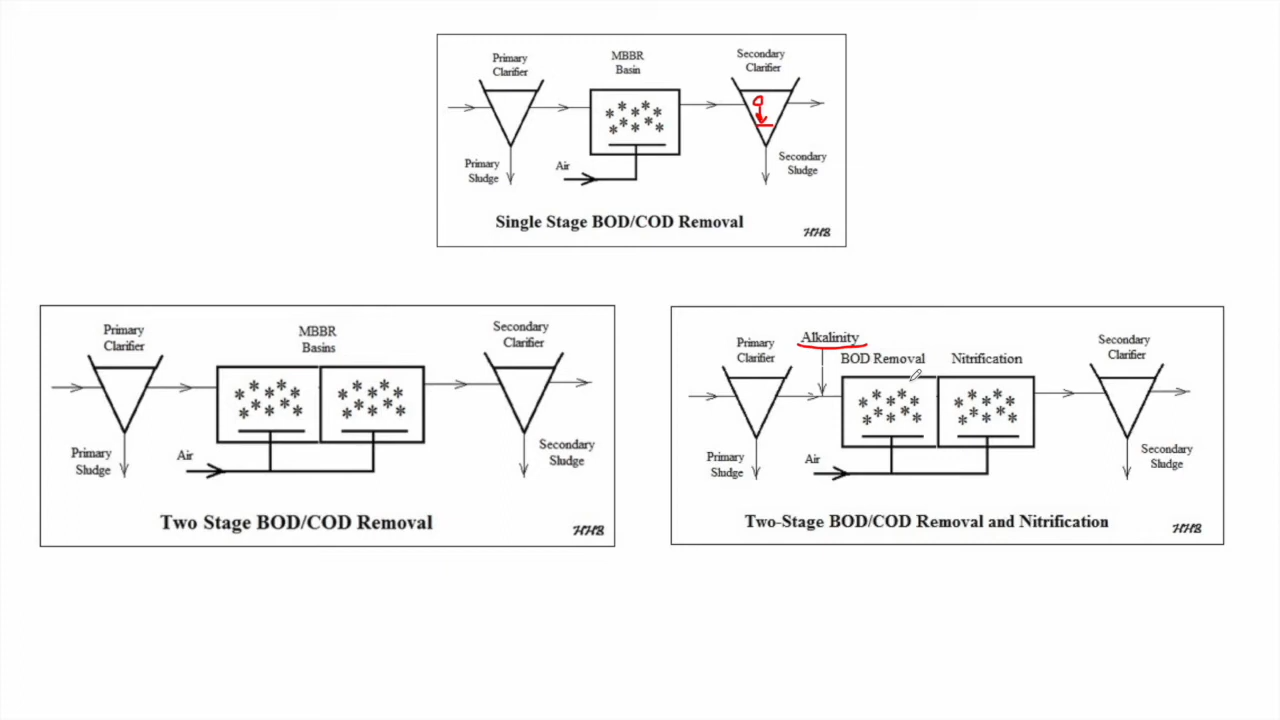 Primary
Clarifier
MBBR
Basin
Secondary
Clarifier
Primary
Sludge
Air
Secondary
Sludge
Single Stage BOD/COD Removal
HHB
Primary
Clarifier
MBBR
Basins
Secondary
Clarifier
Primary
Sludge
Air
Secondary
Sludge
Two Stage BOD/COD Removal
HHB
Primary
Clarifier
Alkalinity
BOD Removal
Nitrification
Secondary
Clarifier
Primary
Sludge
Air
Secondary
Sludge
Two-Stage BOD/COD Removal and Nitrification
HHB